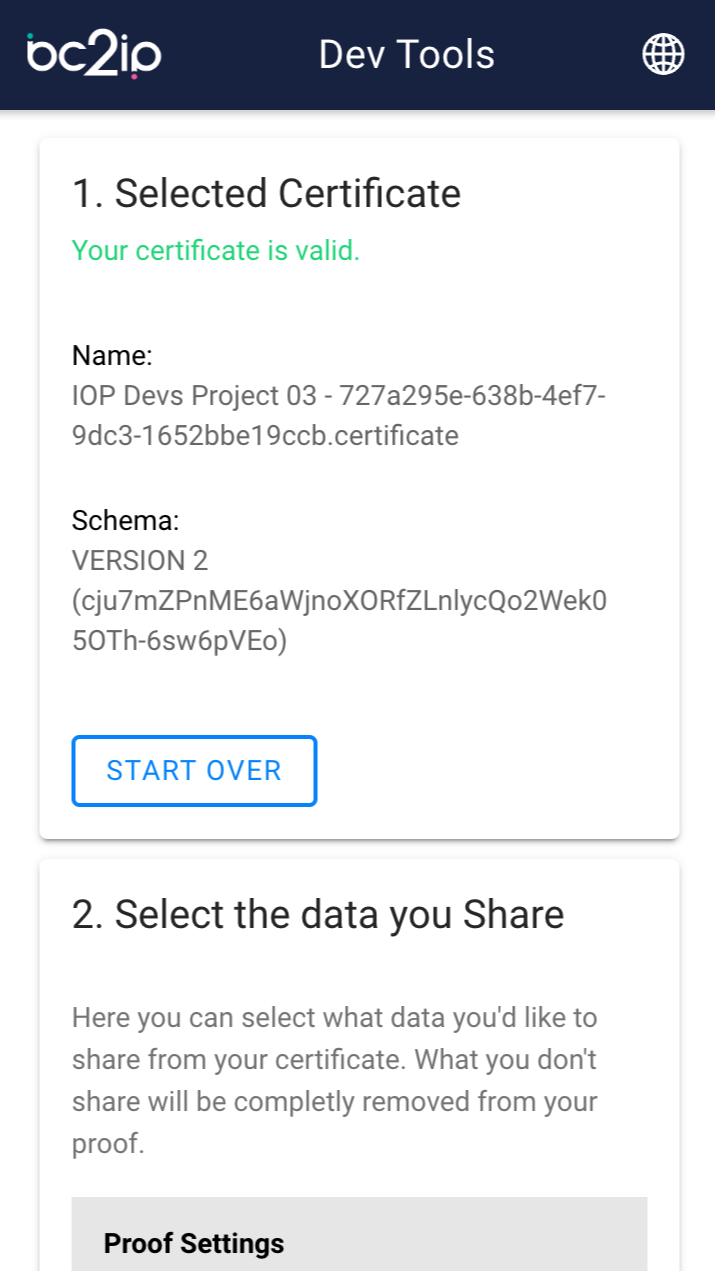 bc2ip
Dev Tools
1. Selected Certificate
Your certificate is valid.
Name:
IOP Devs Project 03 - 727a295e-638b-4ef7-
9dc3-1652bbe19ccb.certificate
Schema:
VERSION 2
(cju7mZPnME6aWjnoXORfZLnlycQo2Wek0
5OTh-6sw6pVEo)
START OVER
2. Select the data you Share
Here you can select what data you'd like to
share from your certificate. What you don't
share will be completly removed from your
proof.
Proof Settings